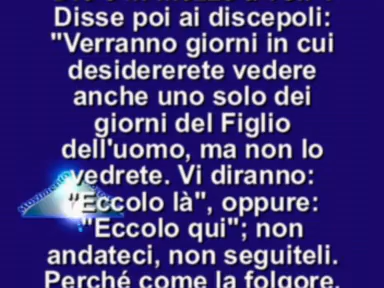 Disse poi ai discepoli:
"Verranno giorni in cui
desidererete vedere
anche uno solo dei
giorni del Figlio
dell'uomo, ma non lo
vedrete. Vi diranno:
"Eccolo là", oppure:
"Eccolo qui"; non
andateci, non seguiteli.
Perché come la folgore,